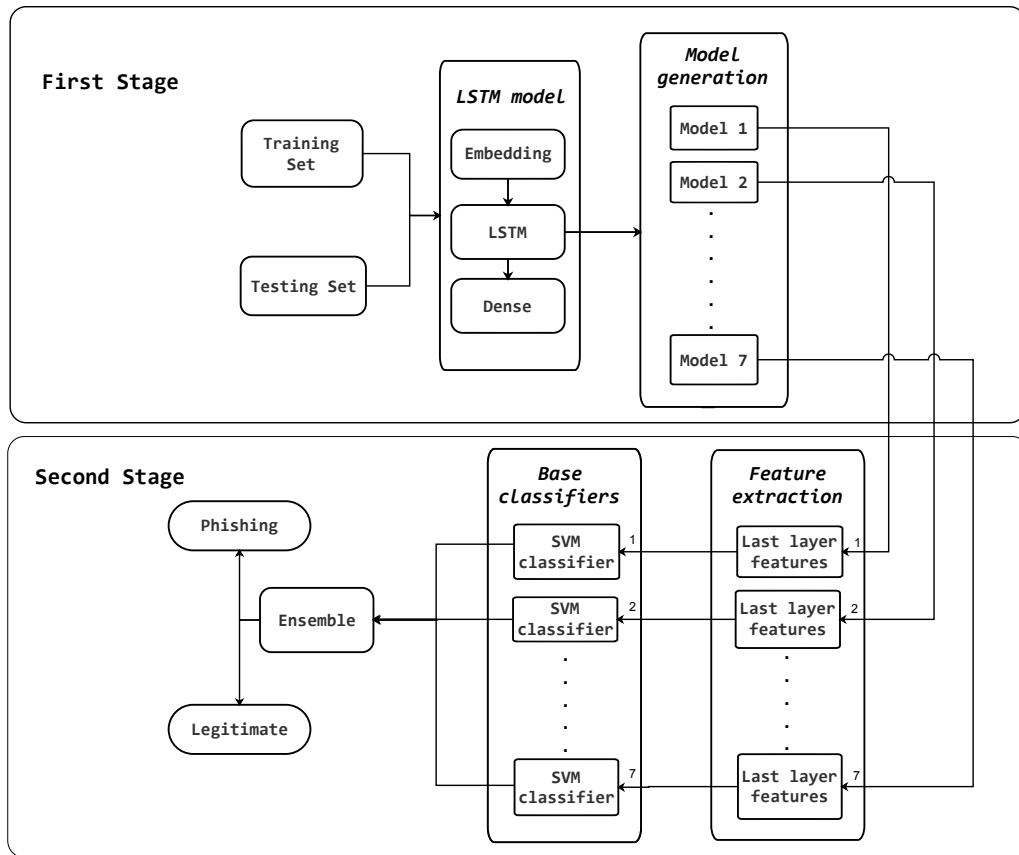 First Stage
Training
Set
Testing Set
LSTM model
Embedding
LSTM
Dense
Model
generation
Model 1
Model 2
Model 7
Second Stage
Phishing
Ensemble
Legitimate
Base
classifiers
SVM
classifier
1
SVM
classifier
2
SVM
classifier
7
Feature
extraction
Last layer
features
1
Last layer
features
2
Last layer
features
7